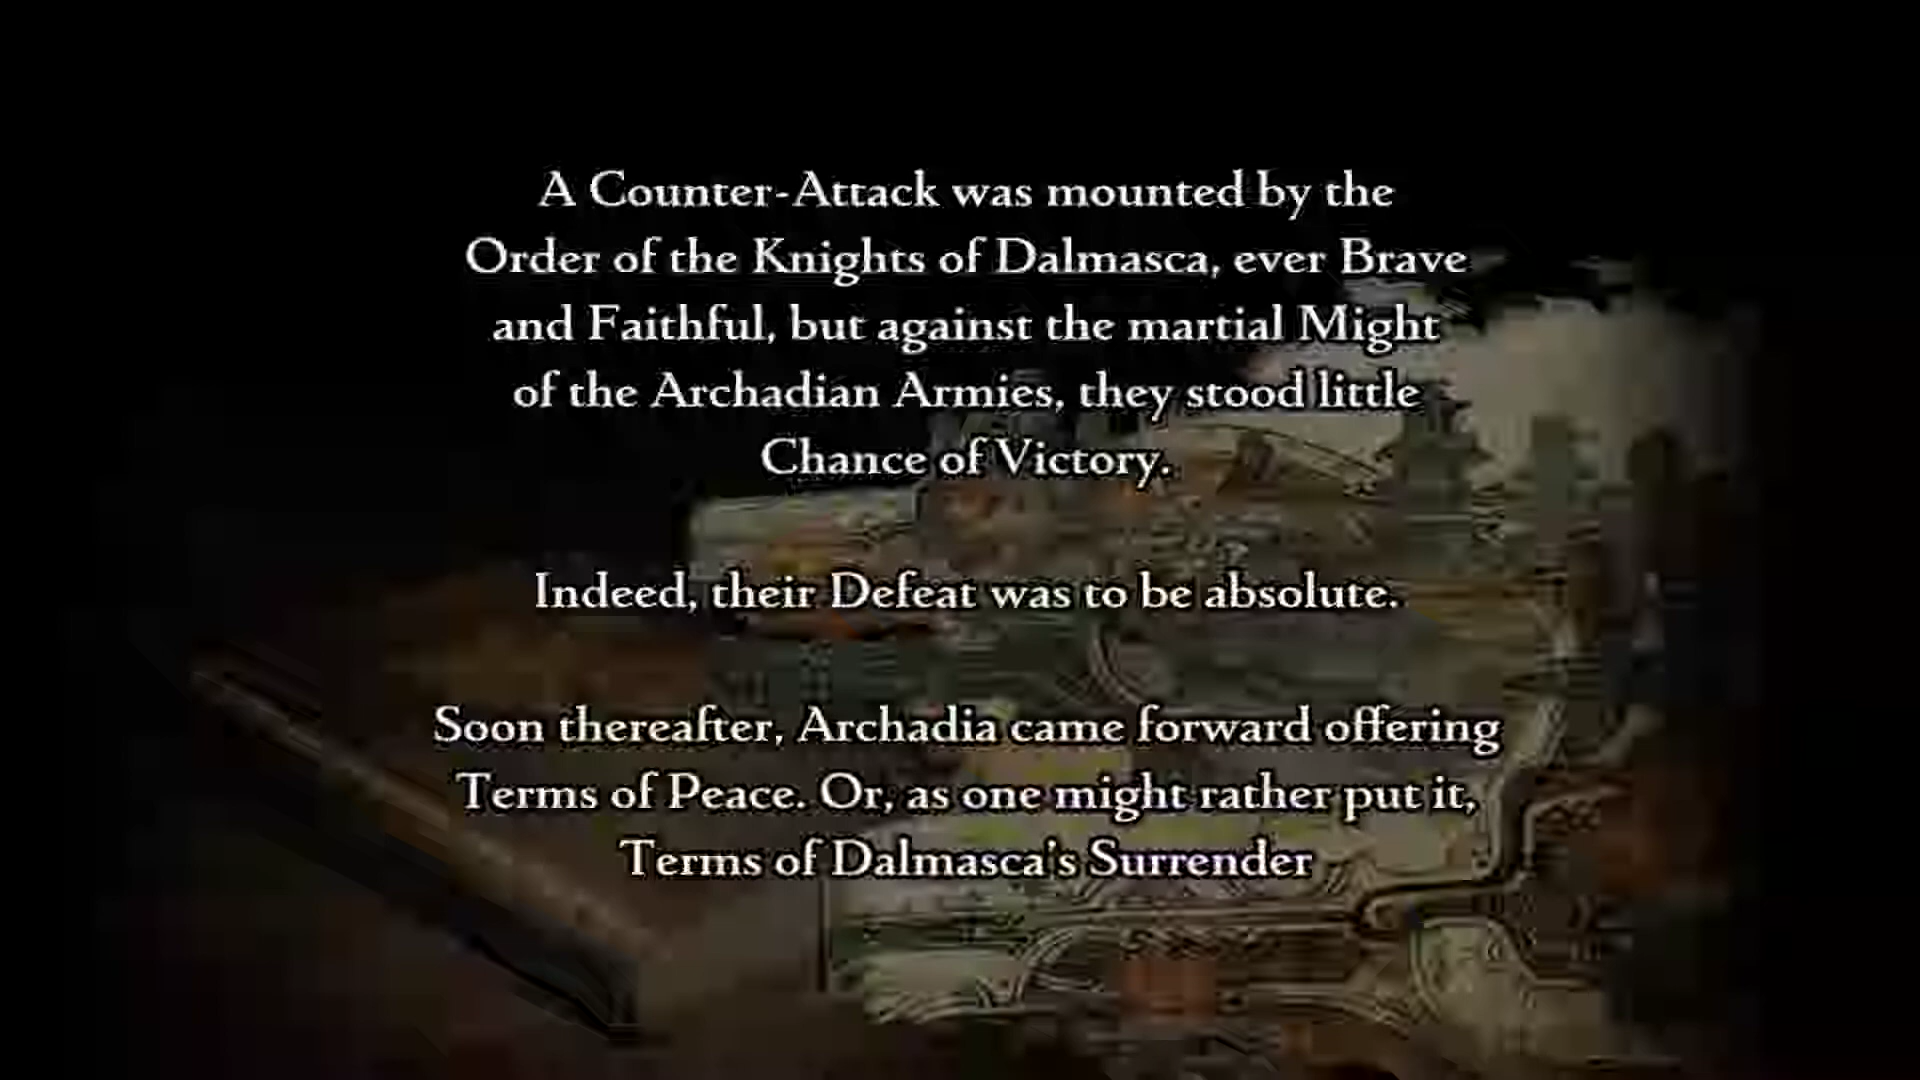 A Counter-Attack was mounted by the
Order of the Knights of Dalmasca, ever Brave
and Faithful, but against the martial Might
of the Archadian Armies, they stood little
Chance of Victory.
Indeed, their Defeat was to be absolute.
Soon thereafter, Archadia came forward offering
Terms of Peace. Or, as one might rather put it,
Terms of Dalmasca's Surrender